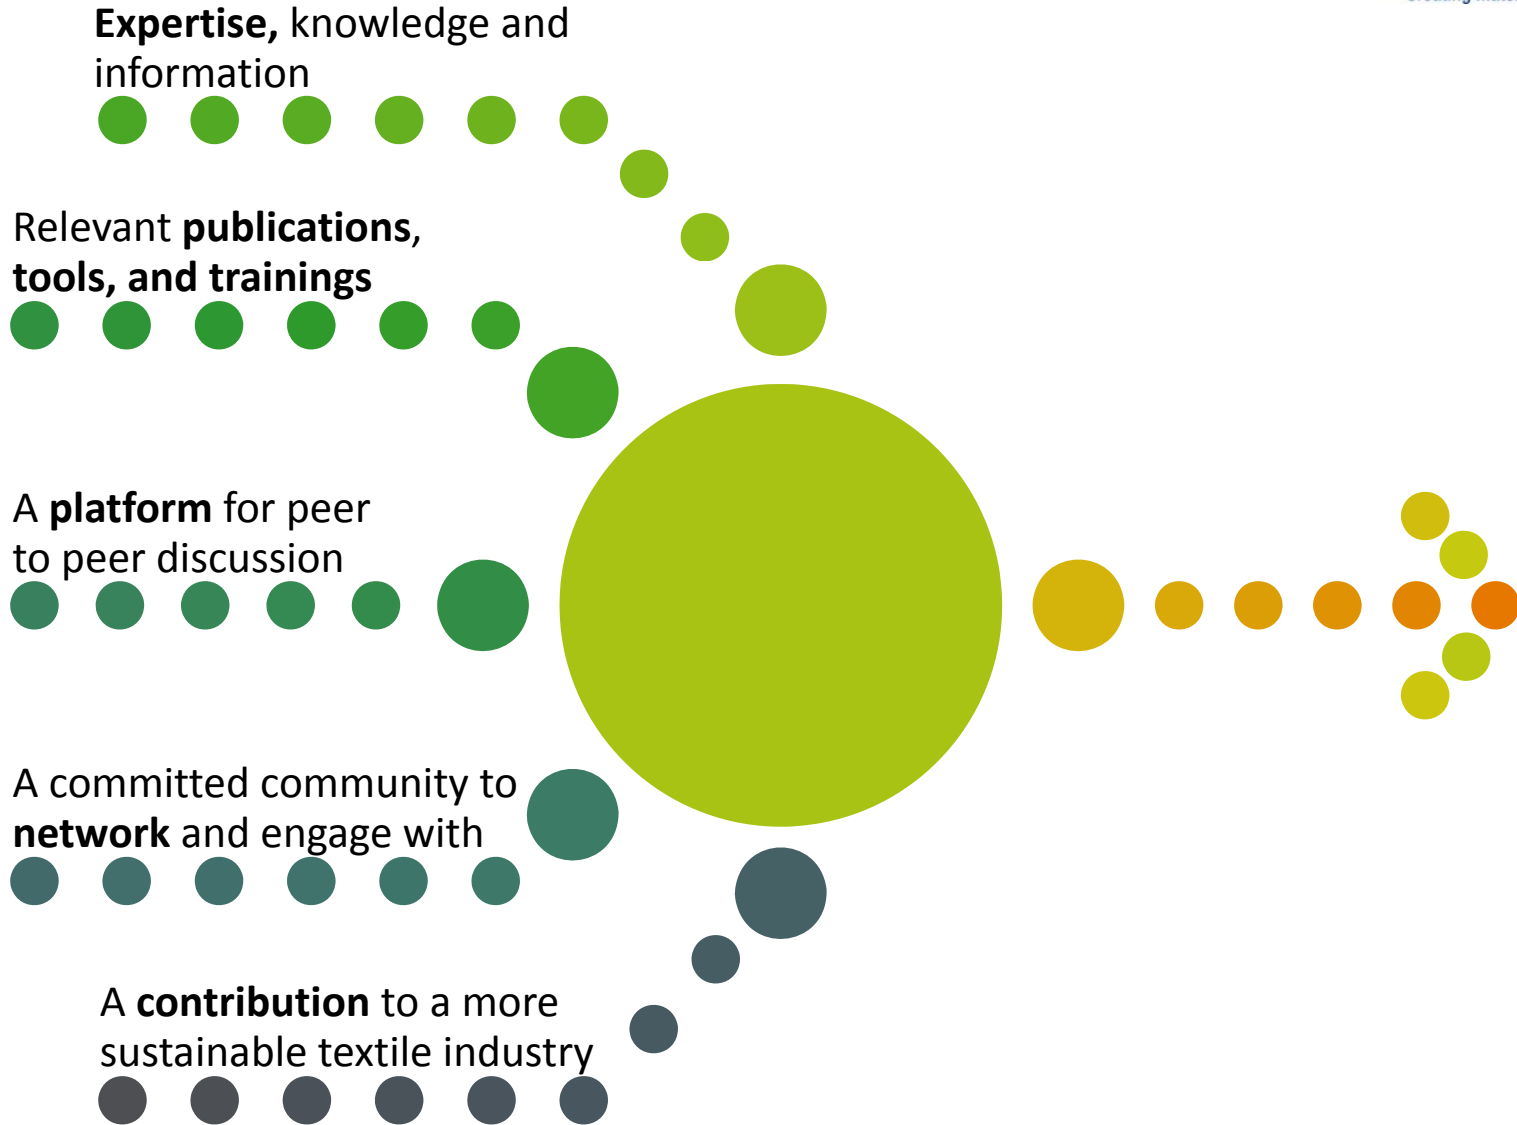 Expertise, knowledge and
information
Relevant publications,
tools, and trainings
A platform for peer
to peer discussion
A committed community to
network and engage with
A contribution to a more
sustainable textile industry